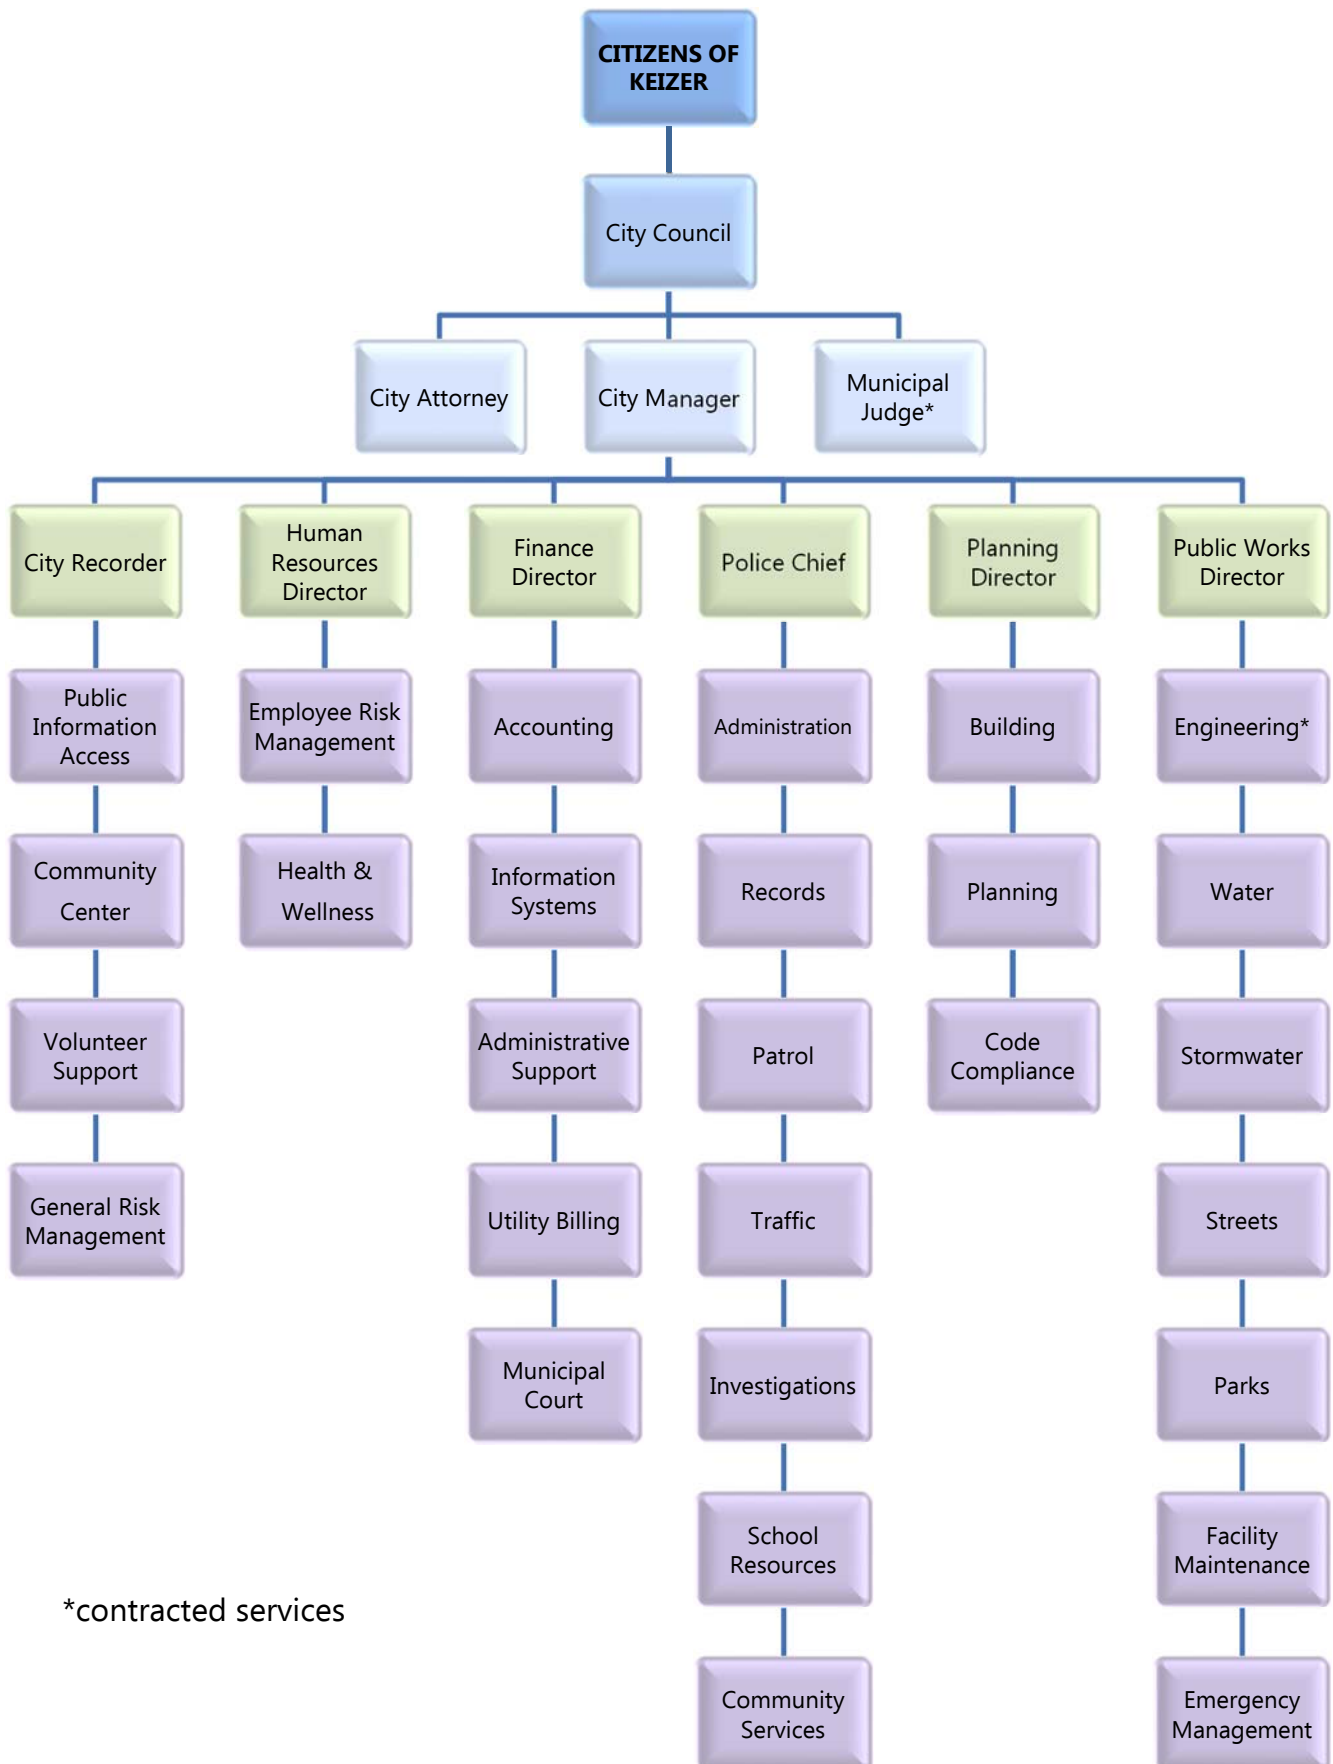 CITIZENS OF
KEIZER
City Council
City Attorney
City Manager
Municipal
Judge*
City Recorder
Human
Resources
Director
Finance
Director
Police Chief
Planning
Director
Public Works
Director
Public
Information
Access
Employee Risk
Management
Accounting
Administration
Building
Engineering*
Community
Center
Health &
Wellness
Information
Systems
Records
Planning
Water
Volunteer
Support
Administrative
Support
Patrol
Code
Compliance
Stormwater
General Risk
Management
Utility Billing
Traffic
Streets
Municipal
Court
Investigations
Parks
School
Resources
Facility
Maintenance
*contracted services
Community
Services
Emergency
Management